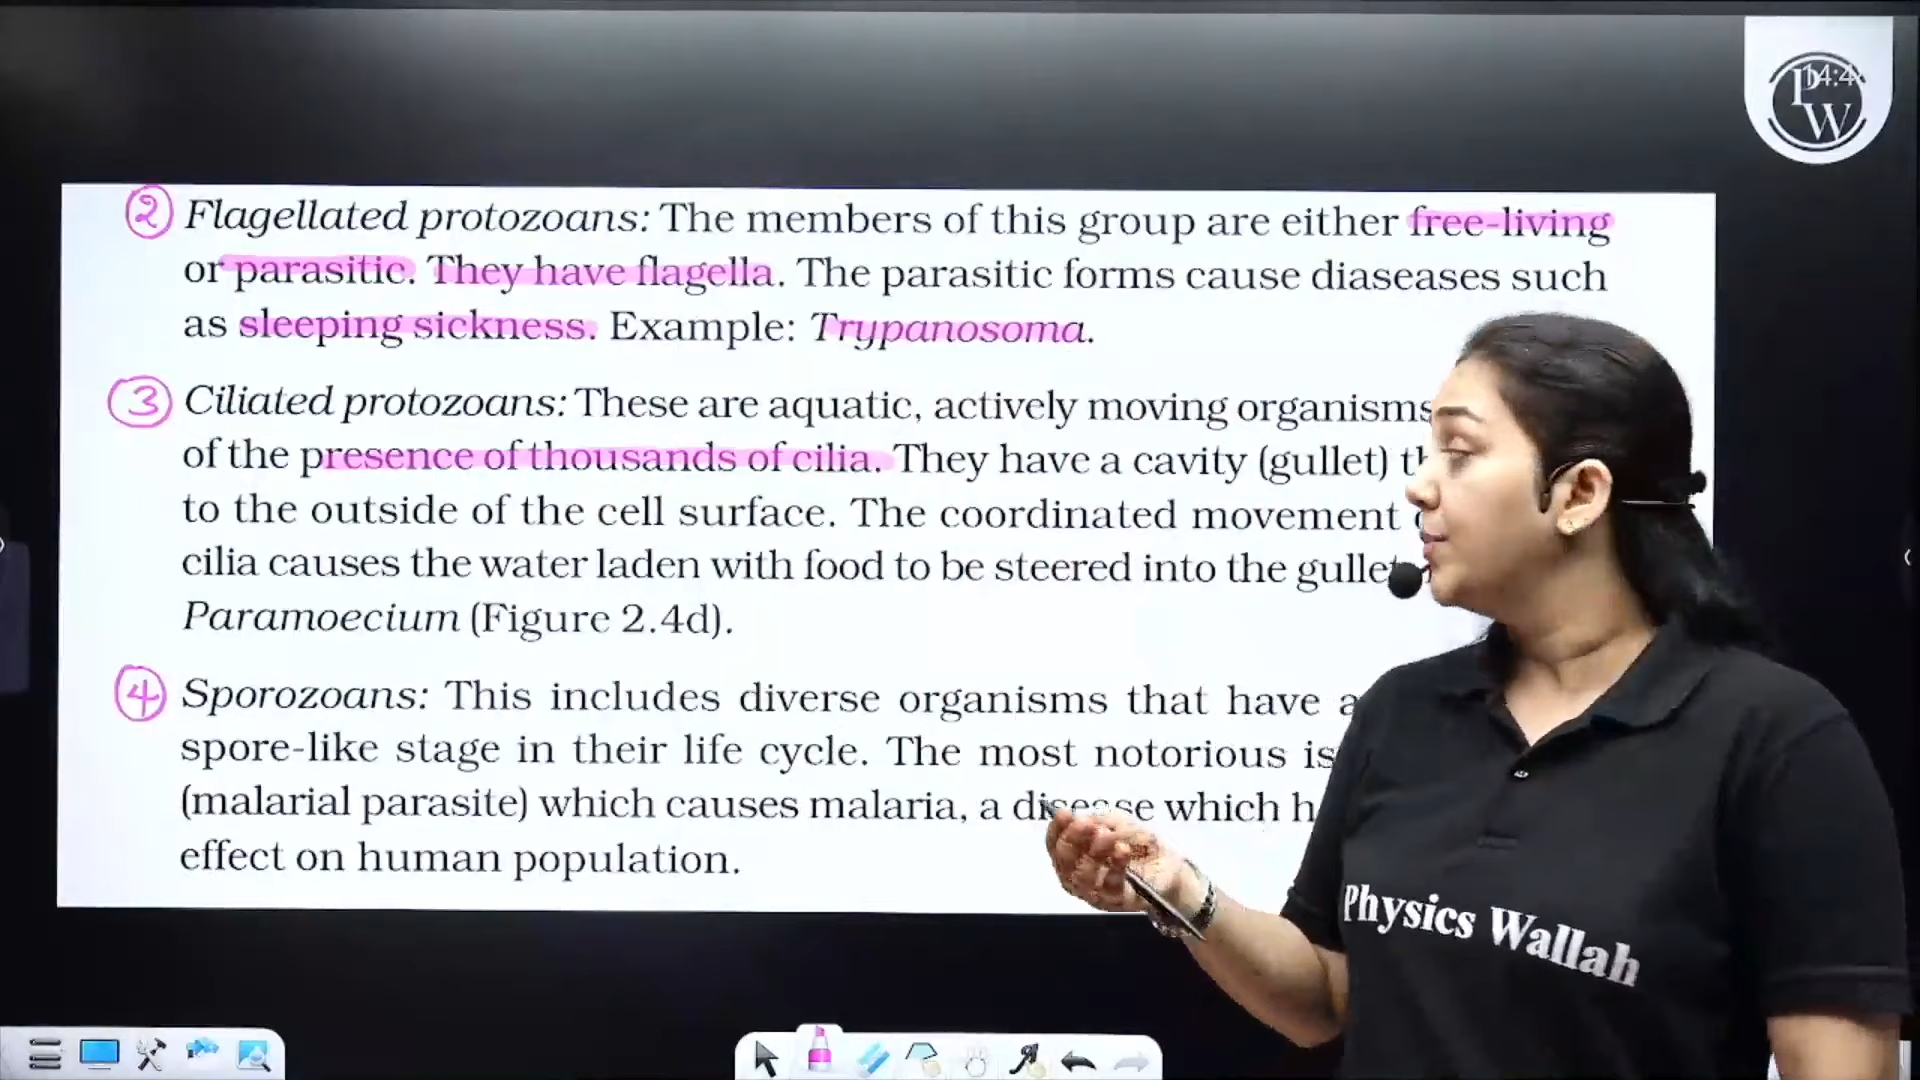 14:4
P
W
② Flagellated protozoans: The members of this group are either free-living
or parasitic. They have flagella. The parasitic forms cause diaseases such
as sleeping sickness. Example: Trypanosoma.
③ Ciliated protozoans: These are aquatic, actively moving organisms
of the presence of thousands of cilia. They have a cavity (gullet)
to the outside of the cell surface. The coordinated movement
cilia causes the water laden with food to be steered into the gullet
Paramoecium (Figure 2.4d).
④ Sporozoans: This includes diverse organisms that have
spore-like stage in their life cycle. The most notorious is
(malarial parasite) which causes malaria, a disease which
effect on human population.
Physics Wallah